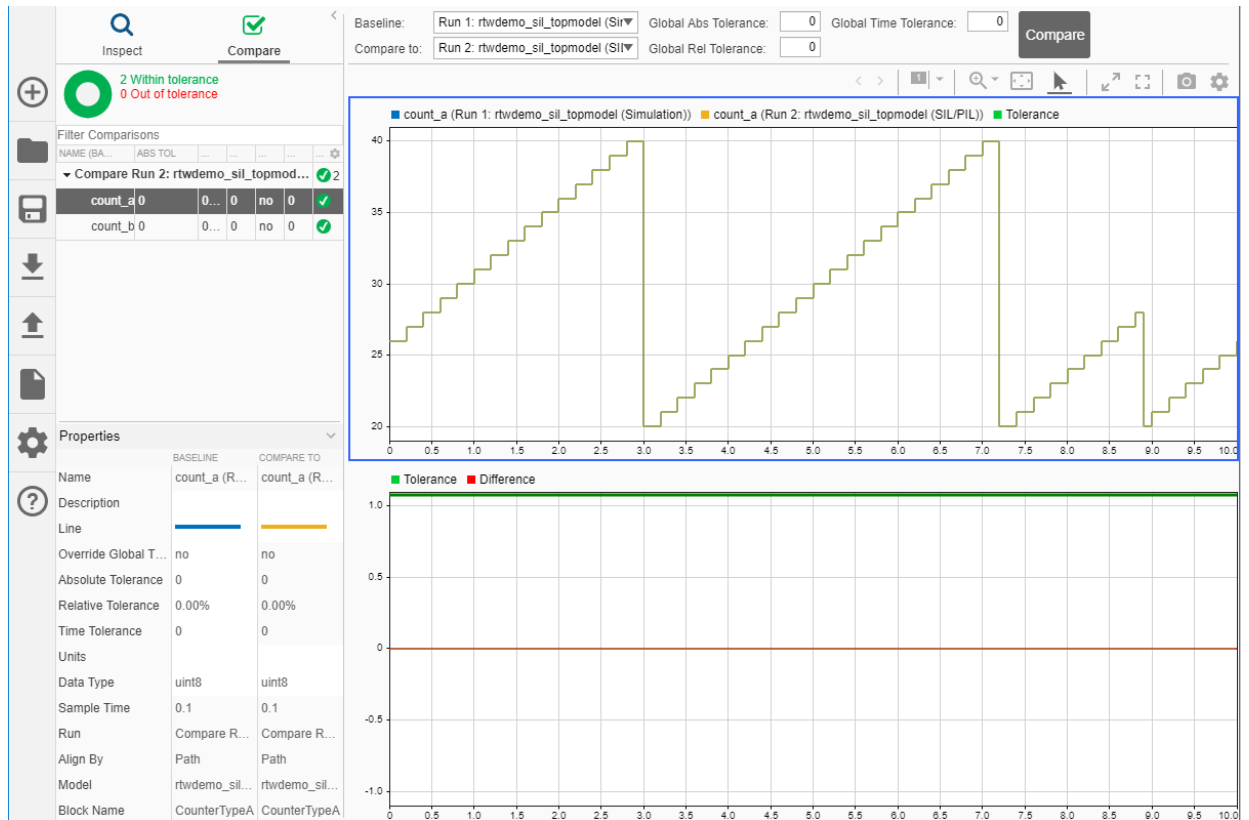 Inspect
Compare
2 Within tolerance
0 Out of tolerance
Filter Comparisons
NAME (BA... ABS TOL ... ... ... ... ...
Compare Run 2: rtwdemo_sil_topmod... 2
count_a 0 0... 0 no 0
count_b 0 0... 0 no 0
Properties
BASELINE COMPARE TO
Name count_a (R... count_a (R...
Description
Line
Override Global T... no no
Absolute Tolerance 0 0
Relative Tolerance 0.00% 0.00%
Time Tolerance 0 0
Units
Data Type uint8 uint8
Sample Time 0.1 0.1
Run Compare R... Compare R...
Align By Path Path
Model rtwdemo_sil... rtwdemo_sil...
Block Name CounterTypeA CounterTypeA
Baseline: Run 1: rtwdemo_sil_topmodel (Sir Global Abs Tolerance: 0 Global Time Tolerance: 0
Compare to: Run 2: rtwdemo_sil_topmodel (SII Global Rel Tolerance: 0
Compare
1
count_a (Run 1: rtwdemo_sil_topmodel (Simulation)) count_a (Run 2: rtwdemo_sil_topmodel (SIL/PIL)) Tolerance
40
35
30
25
20
0 0.5 1.0 1.5 2.0 2.5 3.0 3.5 4.0 4.5 5.0 5.5 6.0 6.5 7.0 7.5 8.0 8.5 9.0 9.5 10.0
Tolerance Difference
1.0
0.5
0
-0.5
-1.0
0 0.5 1.0 1.5 2.0 2.5 3.0 3.5 4.0 4.5 5.0 5.5 6.0 6.5 7.0 7.5 8.0 8.5 9.0 9.5 10.0